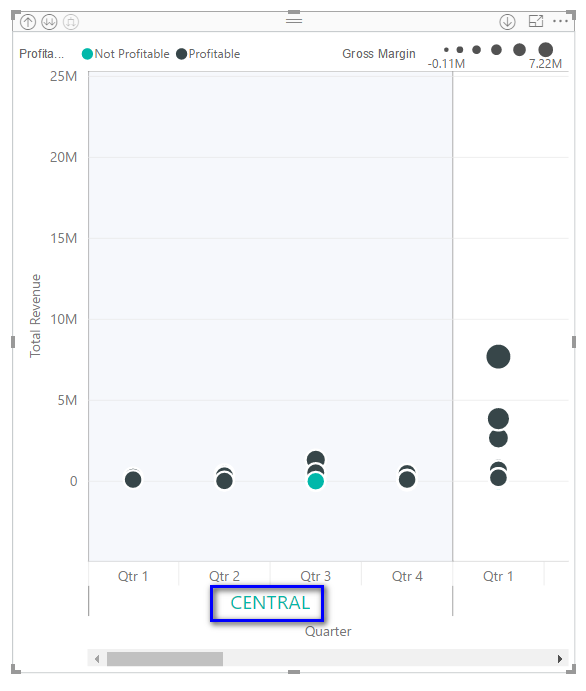 Profita... Not Profitable Profitable Gross Margin
-0.11M 7.22M
25M
20M
15M
10M
5M
0
Total Revenue
Qtr 1 Qtr 2 Qtr 3 Qtr 4 Qtr 1
CENTRAL
Quarter